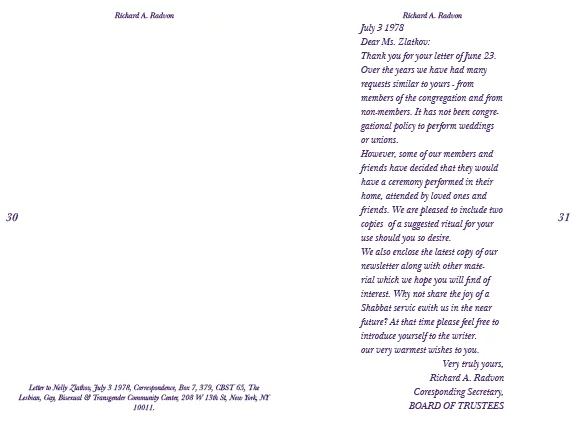 Richard A. Radvon
30
Letter to Nelly Zlatkov, July 3 1978, Correspondence, Box 7, 379, CBST 65, The
Lesbian, Gay, Bisexual & Transgender Community Center, 208 W 13th St, New York, NY
10011.
Richard A. Radvon
July 3 1978
Dear Ms. Zlatkov:
Thank you for your letter of June 23.
Over the years we have had many
requests similar to yours - from
members of the congregation and from
non-members. It has not been congre-
gational policy to perform weddings
or unions.
However, some of our members and
friends have decided that they would
have a ceremony performed in their
home, attended by loved ones and
friends. We are pleased to include two
copies of a suggested ritual for your
use should you so desire.
We also enclose the latest copy of our
newsletter along with other mate-
rial which we hope you will find of
interest. Why not share the joy of a
Shabbat servic ewith us in the near
future? At that time please feel free to
introduce yourself to the writer.
our very warmest wishes to you.
Very truly yours,
Richard A. Radvon
Coresponding Secretary,
BOARD OF TRUSTEES
31